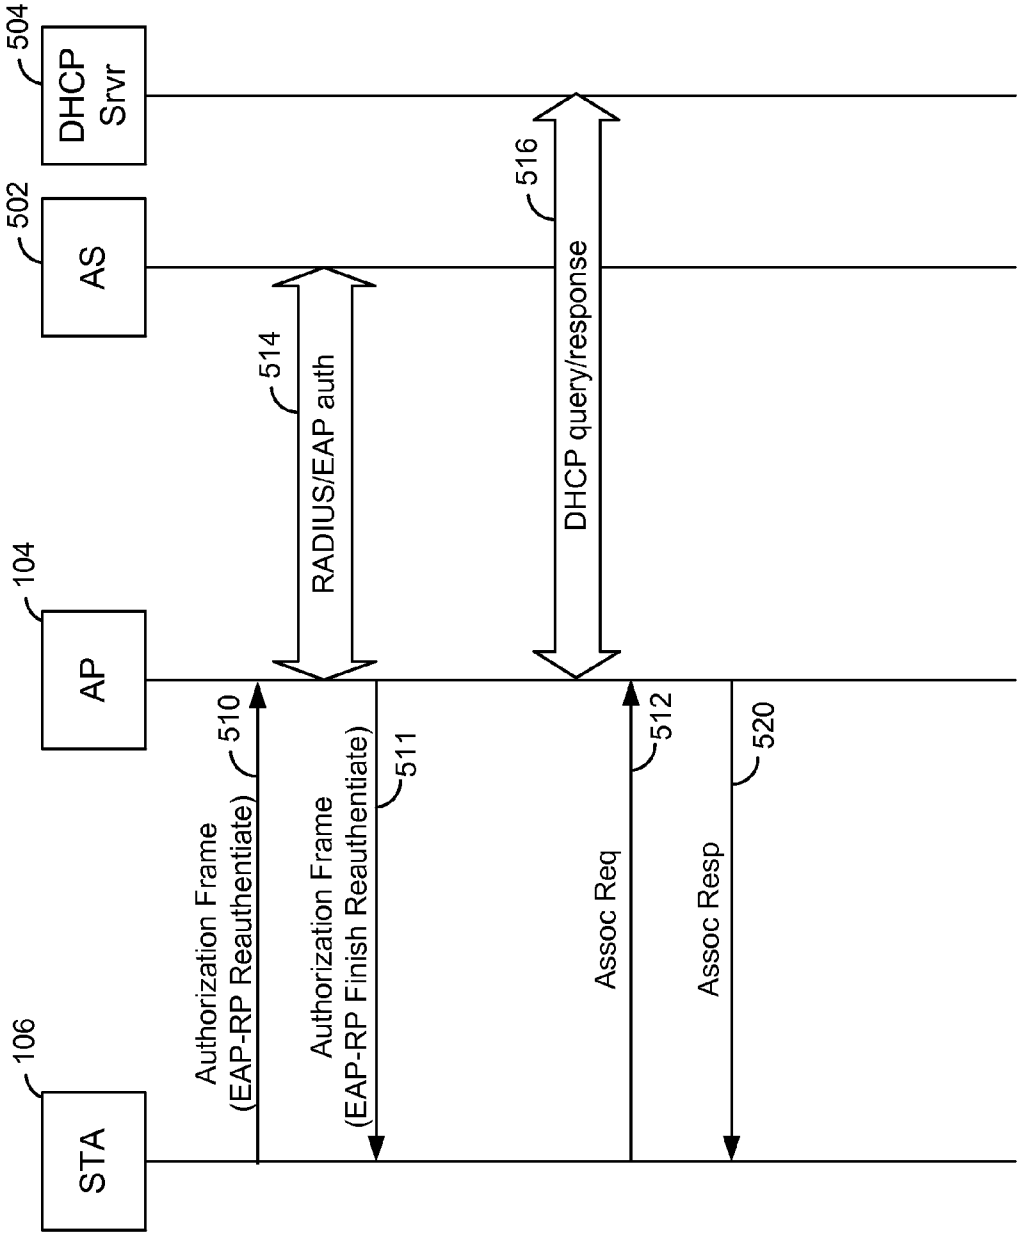 STA
106
AP
104
AS
502
DHCP
Srvr
504
Authorization Frame
(EAP-RP Reauthentiate)
510
RADIUS/EAP auth
514
Authorization Frame
(EAP-RP Finish Reauthentiate)
511
DHCP query/response
516
Assoc Req
512
Assoc Resp
520